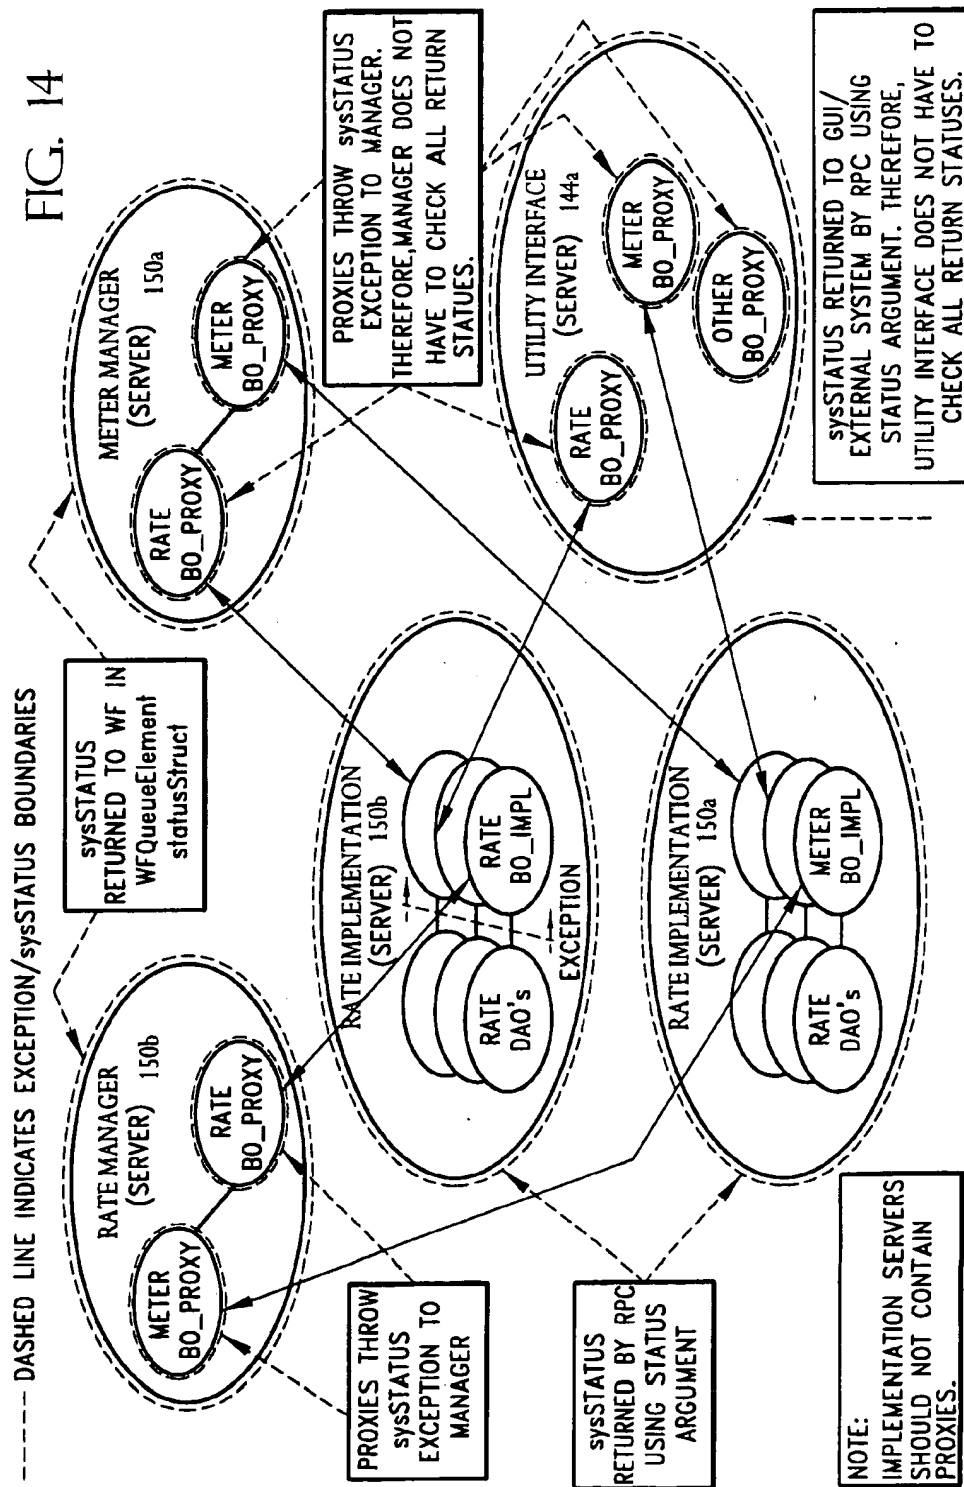 FIG. 14
----- DASHED LINE INDICATES EXCEPTION/sysSTATUS BOUNDARIES
RATE MANAGER
(SERVER) 150b
METER
BO_PROXY
RATE
BO_PROXY
sysSTATUS
RETURNED TO WF IN
WFQueueElement
statusStruct
METER MANAGER
(SERVER) 150a
RATE
BO_PROXY
METER
BO_PROXY
PROXIES THROW
sysSTATUS
EXCEPTION TO
MANAGER
RATE IMPLEMENTATION
(SERVER) 150b
RATE
DAO's
RATE
BO_IMPL
EXCEPTION
PROXIES THROW sysSTATUS
EXCEPTION TO MANAGER.
THEREFORE,MANAGER DOES NOT
HAVE TO CHECK ALL RETURN
STATUES.
sysSTATUS
RETURNED BY RPC
USING STATUS
ARGUMENT
UTILITY INTERFACE
(SERVER) 144a
RATE
BO_PROXY
METER
BO_PROXY
OTHER
BO_PROXY
RATE IMPLEMENTATION
(SERVER) 150a
RATE
DAO's
METER
BO_IMPL
NOTE:
IMPLEMENTATION SERVERS
SHOULD NOT CONTAIN
PROXIES.
sysSTATUS RETURNED TO GUI/
EXTERNAL SYSTEM BY RPC USING
STATUS ARGUMENT. THEREFORE,
UTILITY INTERFACE DOES NOT HAVE TO
CHECK ALL RETURN STATUSES.